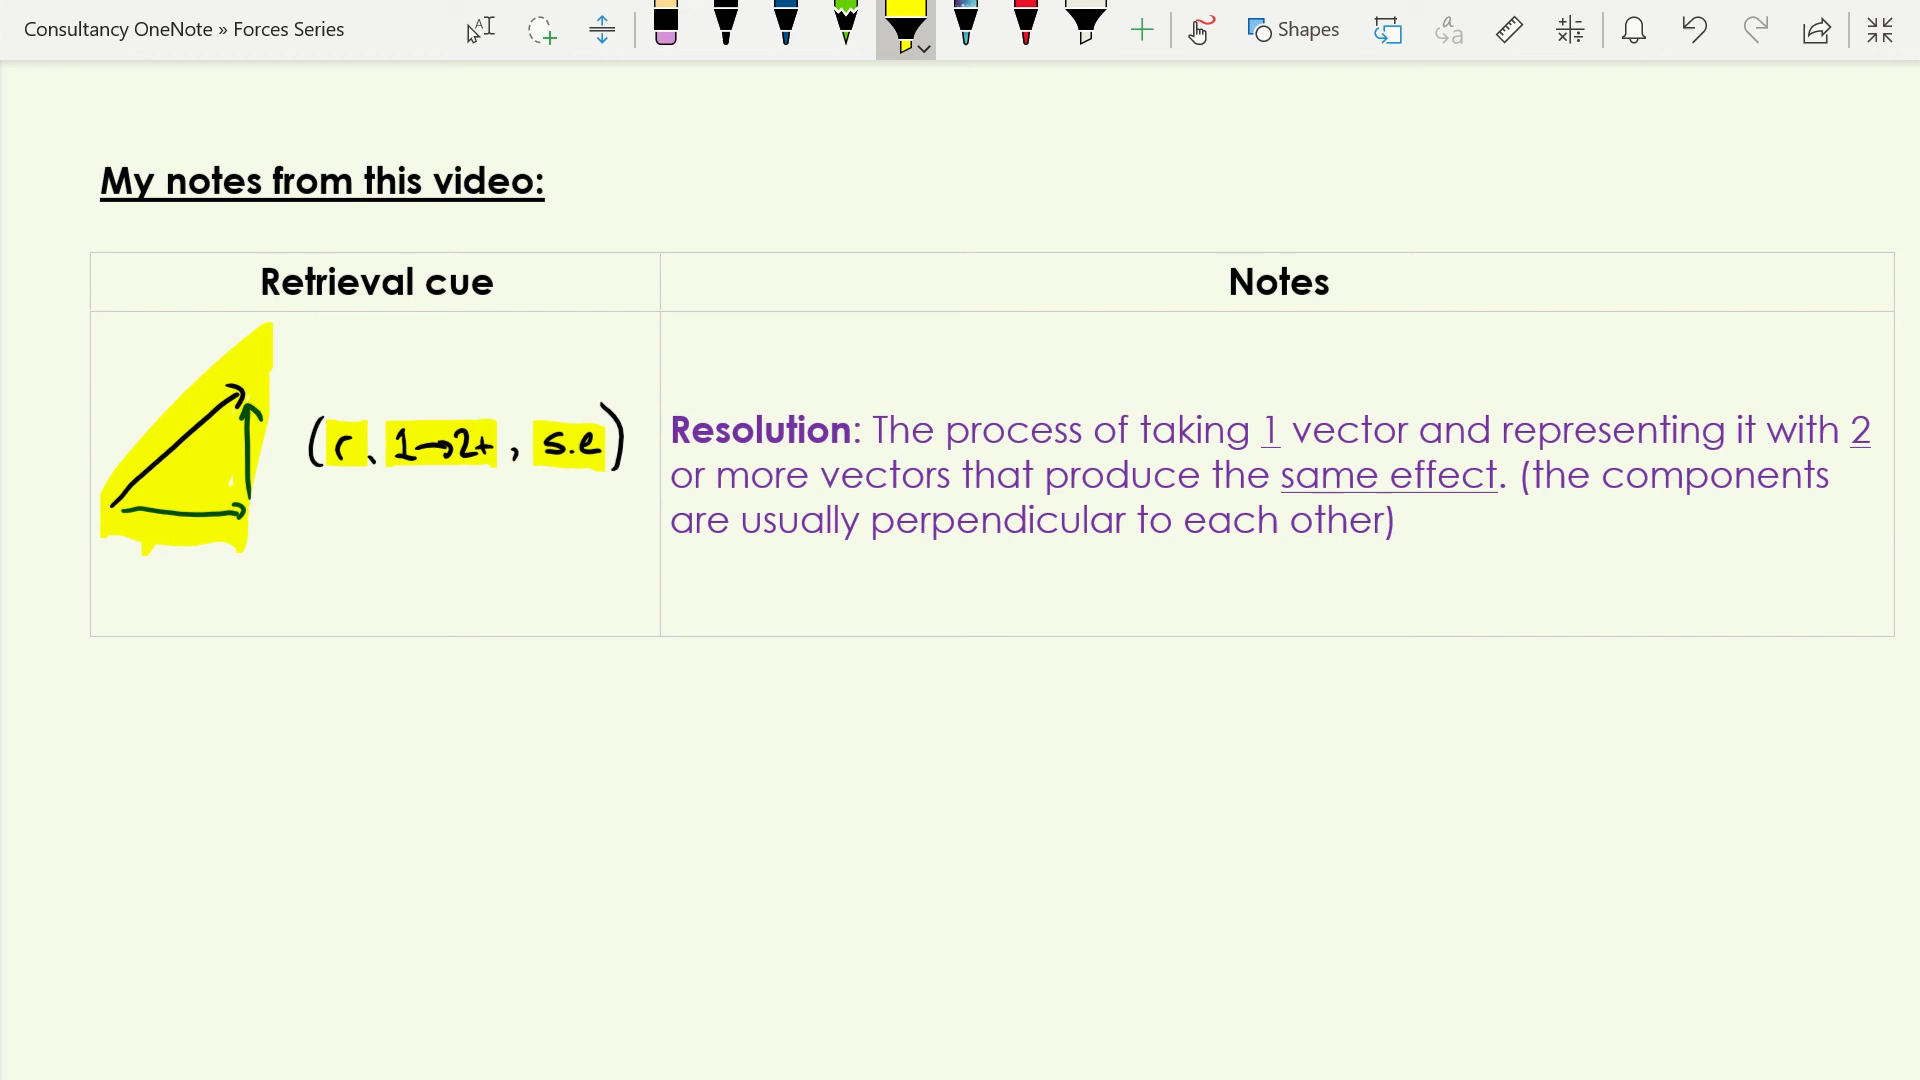 Consultancy OneNote » Forces Series
Shapes
My notes from this video:
Retrieval cue
Notes
(r, 1→2+, s.e)
Resolution: The process of taking 1 vector and representing it with 2
or more vectors that produce the same effect. (the components
are usually perpendicular to each other)